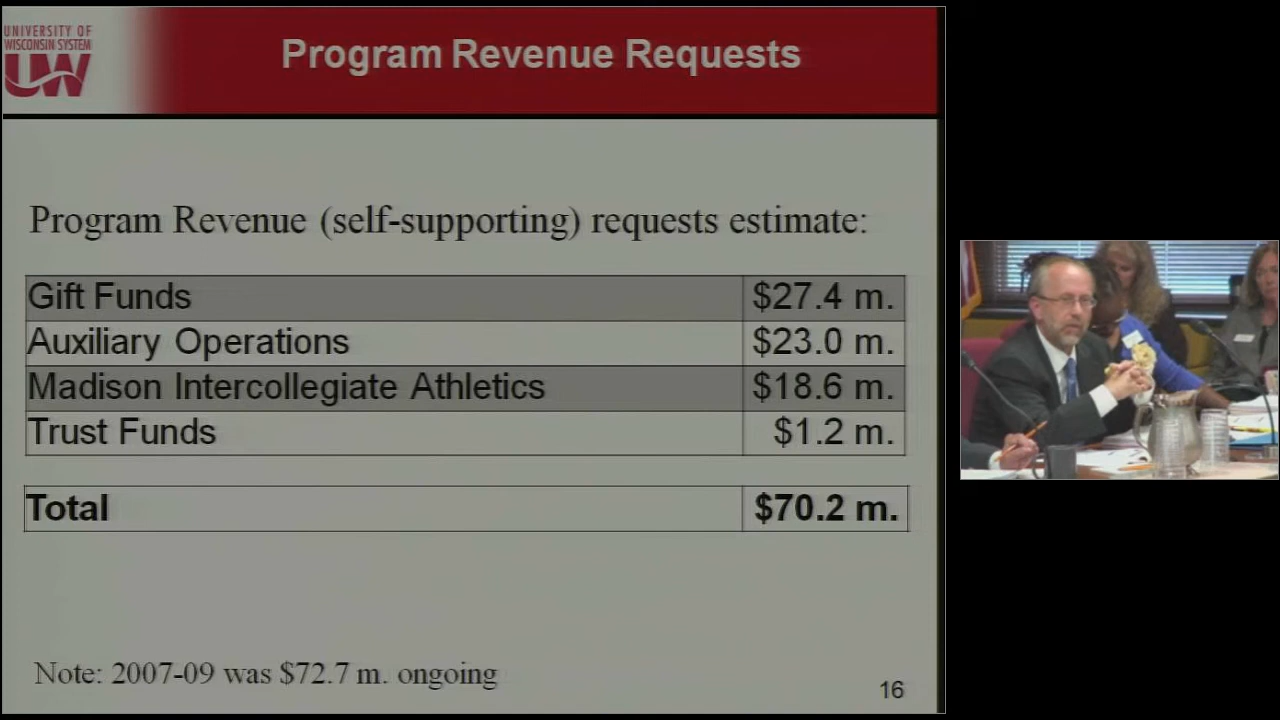 UNIVERSITY OF
WISCONSIN SYSTEM
UW
Program Revenue Requests
Program Revenue (self-supporting) requests estimate:
Gift Funds $27.4 m.
Auxiliary Operations $23.0 m.
Madison Intercollegiate Athletics $18.6 m.
Trust Funds $1.2 m.
Total $70.2 m.
Note: 2007-09 was $72.7 m. ongoing
16